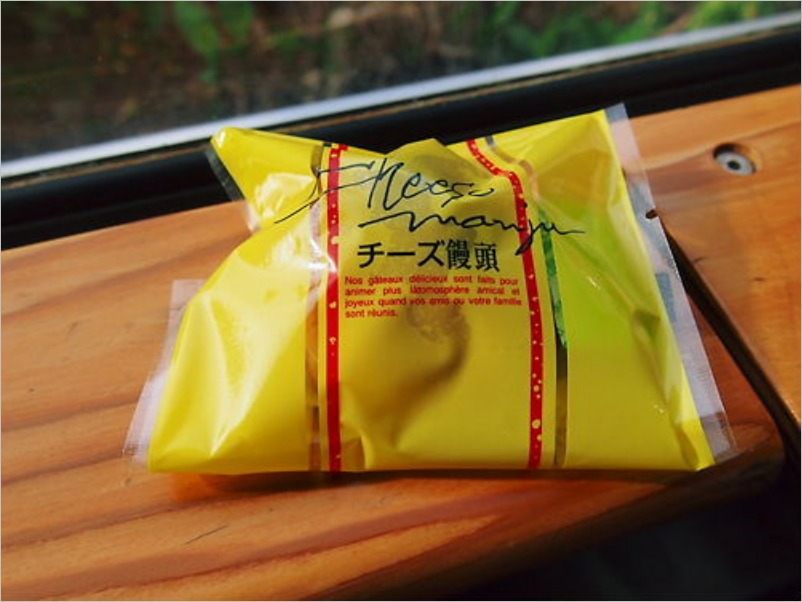 Cheese
manju
チーズ饅頭
Nos gâteaux délicieux sont faits pour
animer plus lâtomosphère amical et
joyeux quand vos amis ou votre famille
sont réunis.